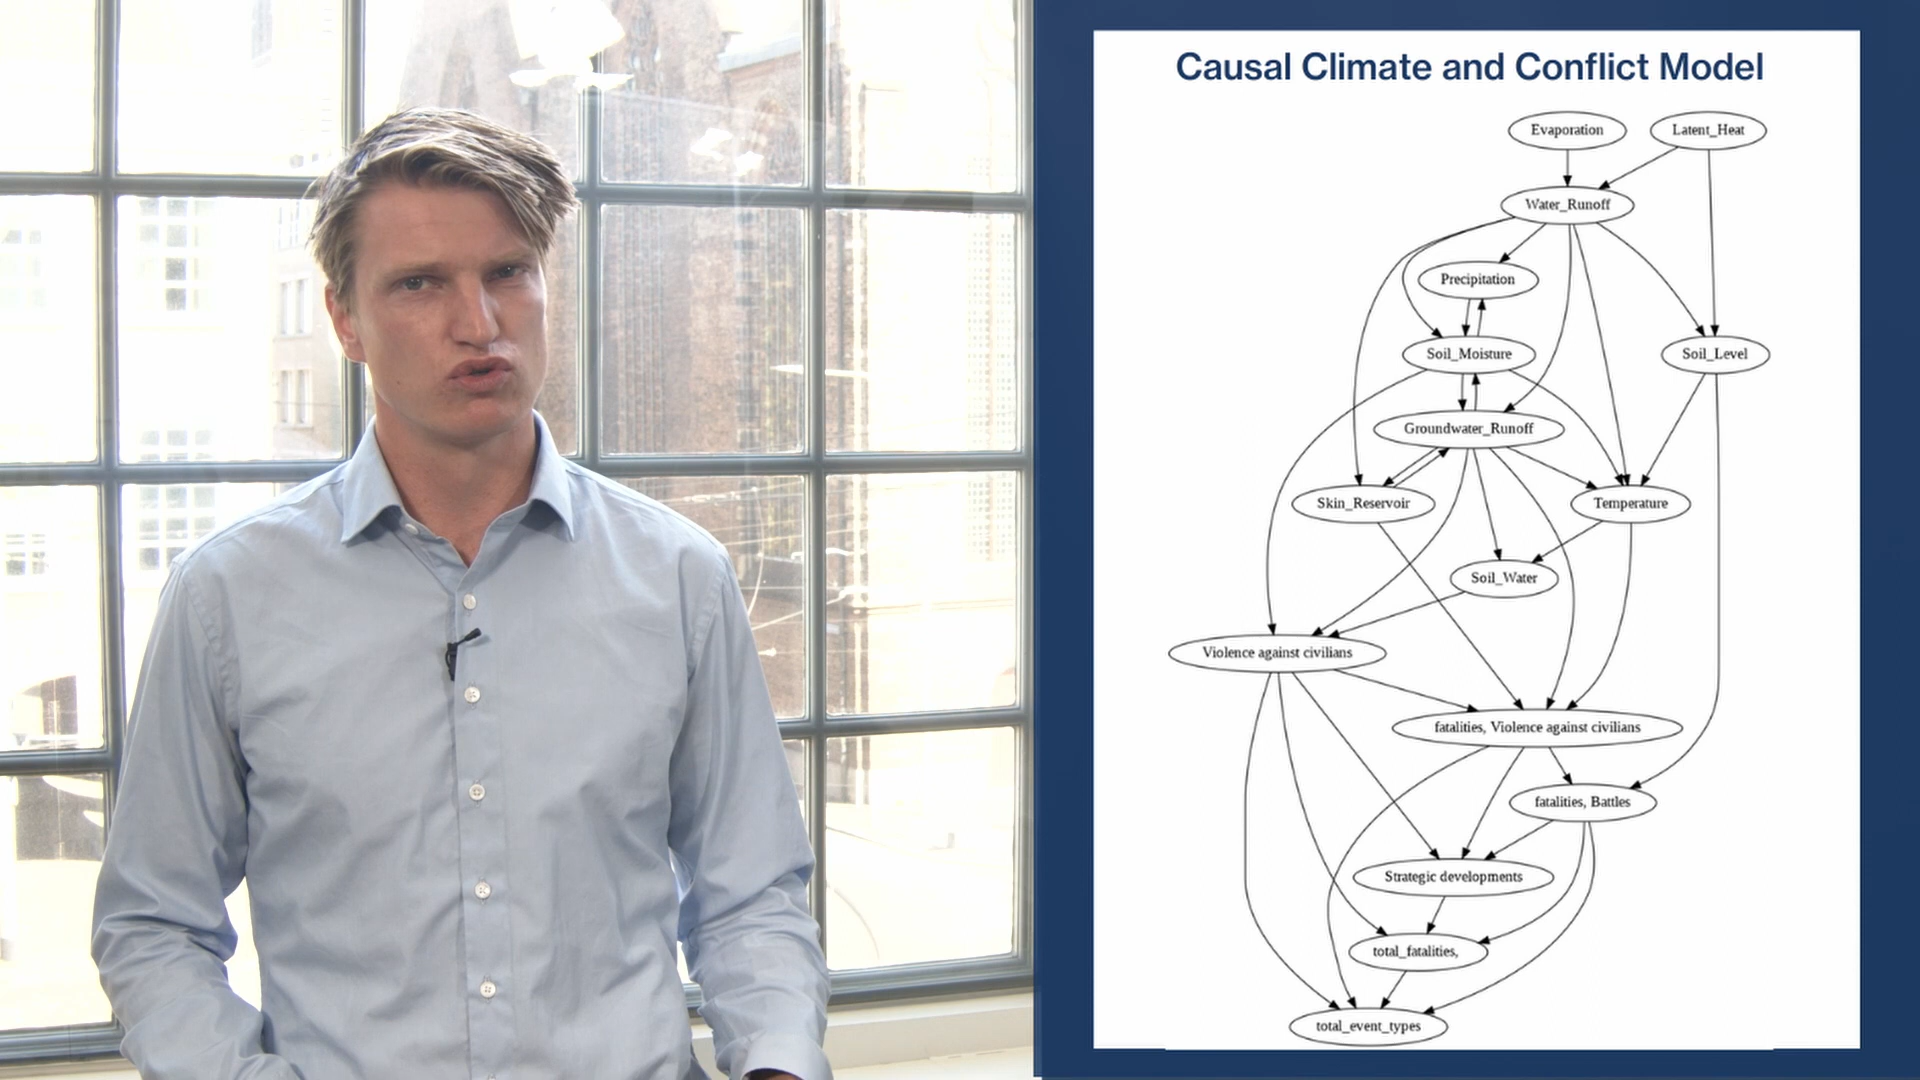 Causal Climate and Conflict Model
Evaporation
Latent_Heat
Water_Runoff
Precipitation
Soil_Moisture
Soil_Level
Groundwater_Runoff
Skin_Reservoir
Temperature
Soil_Water
Violence against civilians
fatalities, Violence against civilians
fatalities, Battles
Strategic developments
total_fatalities,
total_event_types